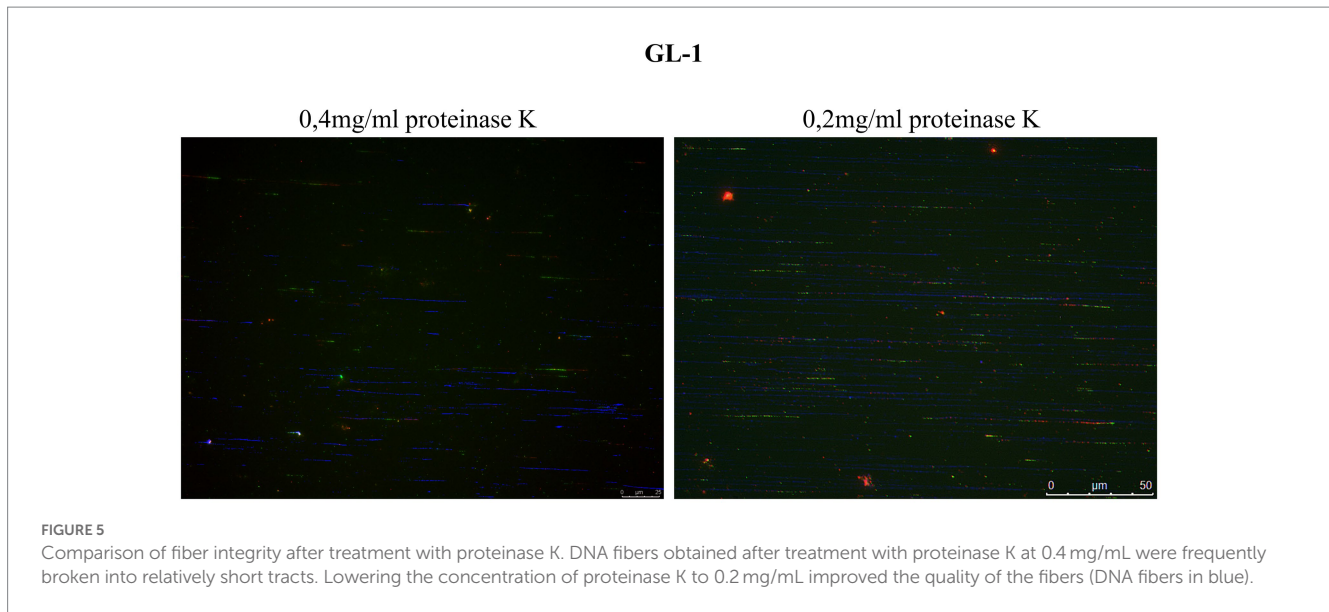 GL-1
0,4mg/ml proteinase K
0,2mg/ml proteinase K
0 µm 25
0 µm 50
FIGURE 5
Comparison of fiber integrity after treatment with proteinase K. DNA fibers obtained after treatment with proteinase K at 0.4 mg/mL were frequently
broken into relatively short tracts. Lowering the concentration of proteinase K to 0.2 mg/mL improved the quality of the fibers (DNA fibers in blue).